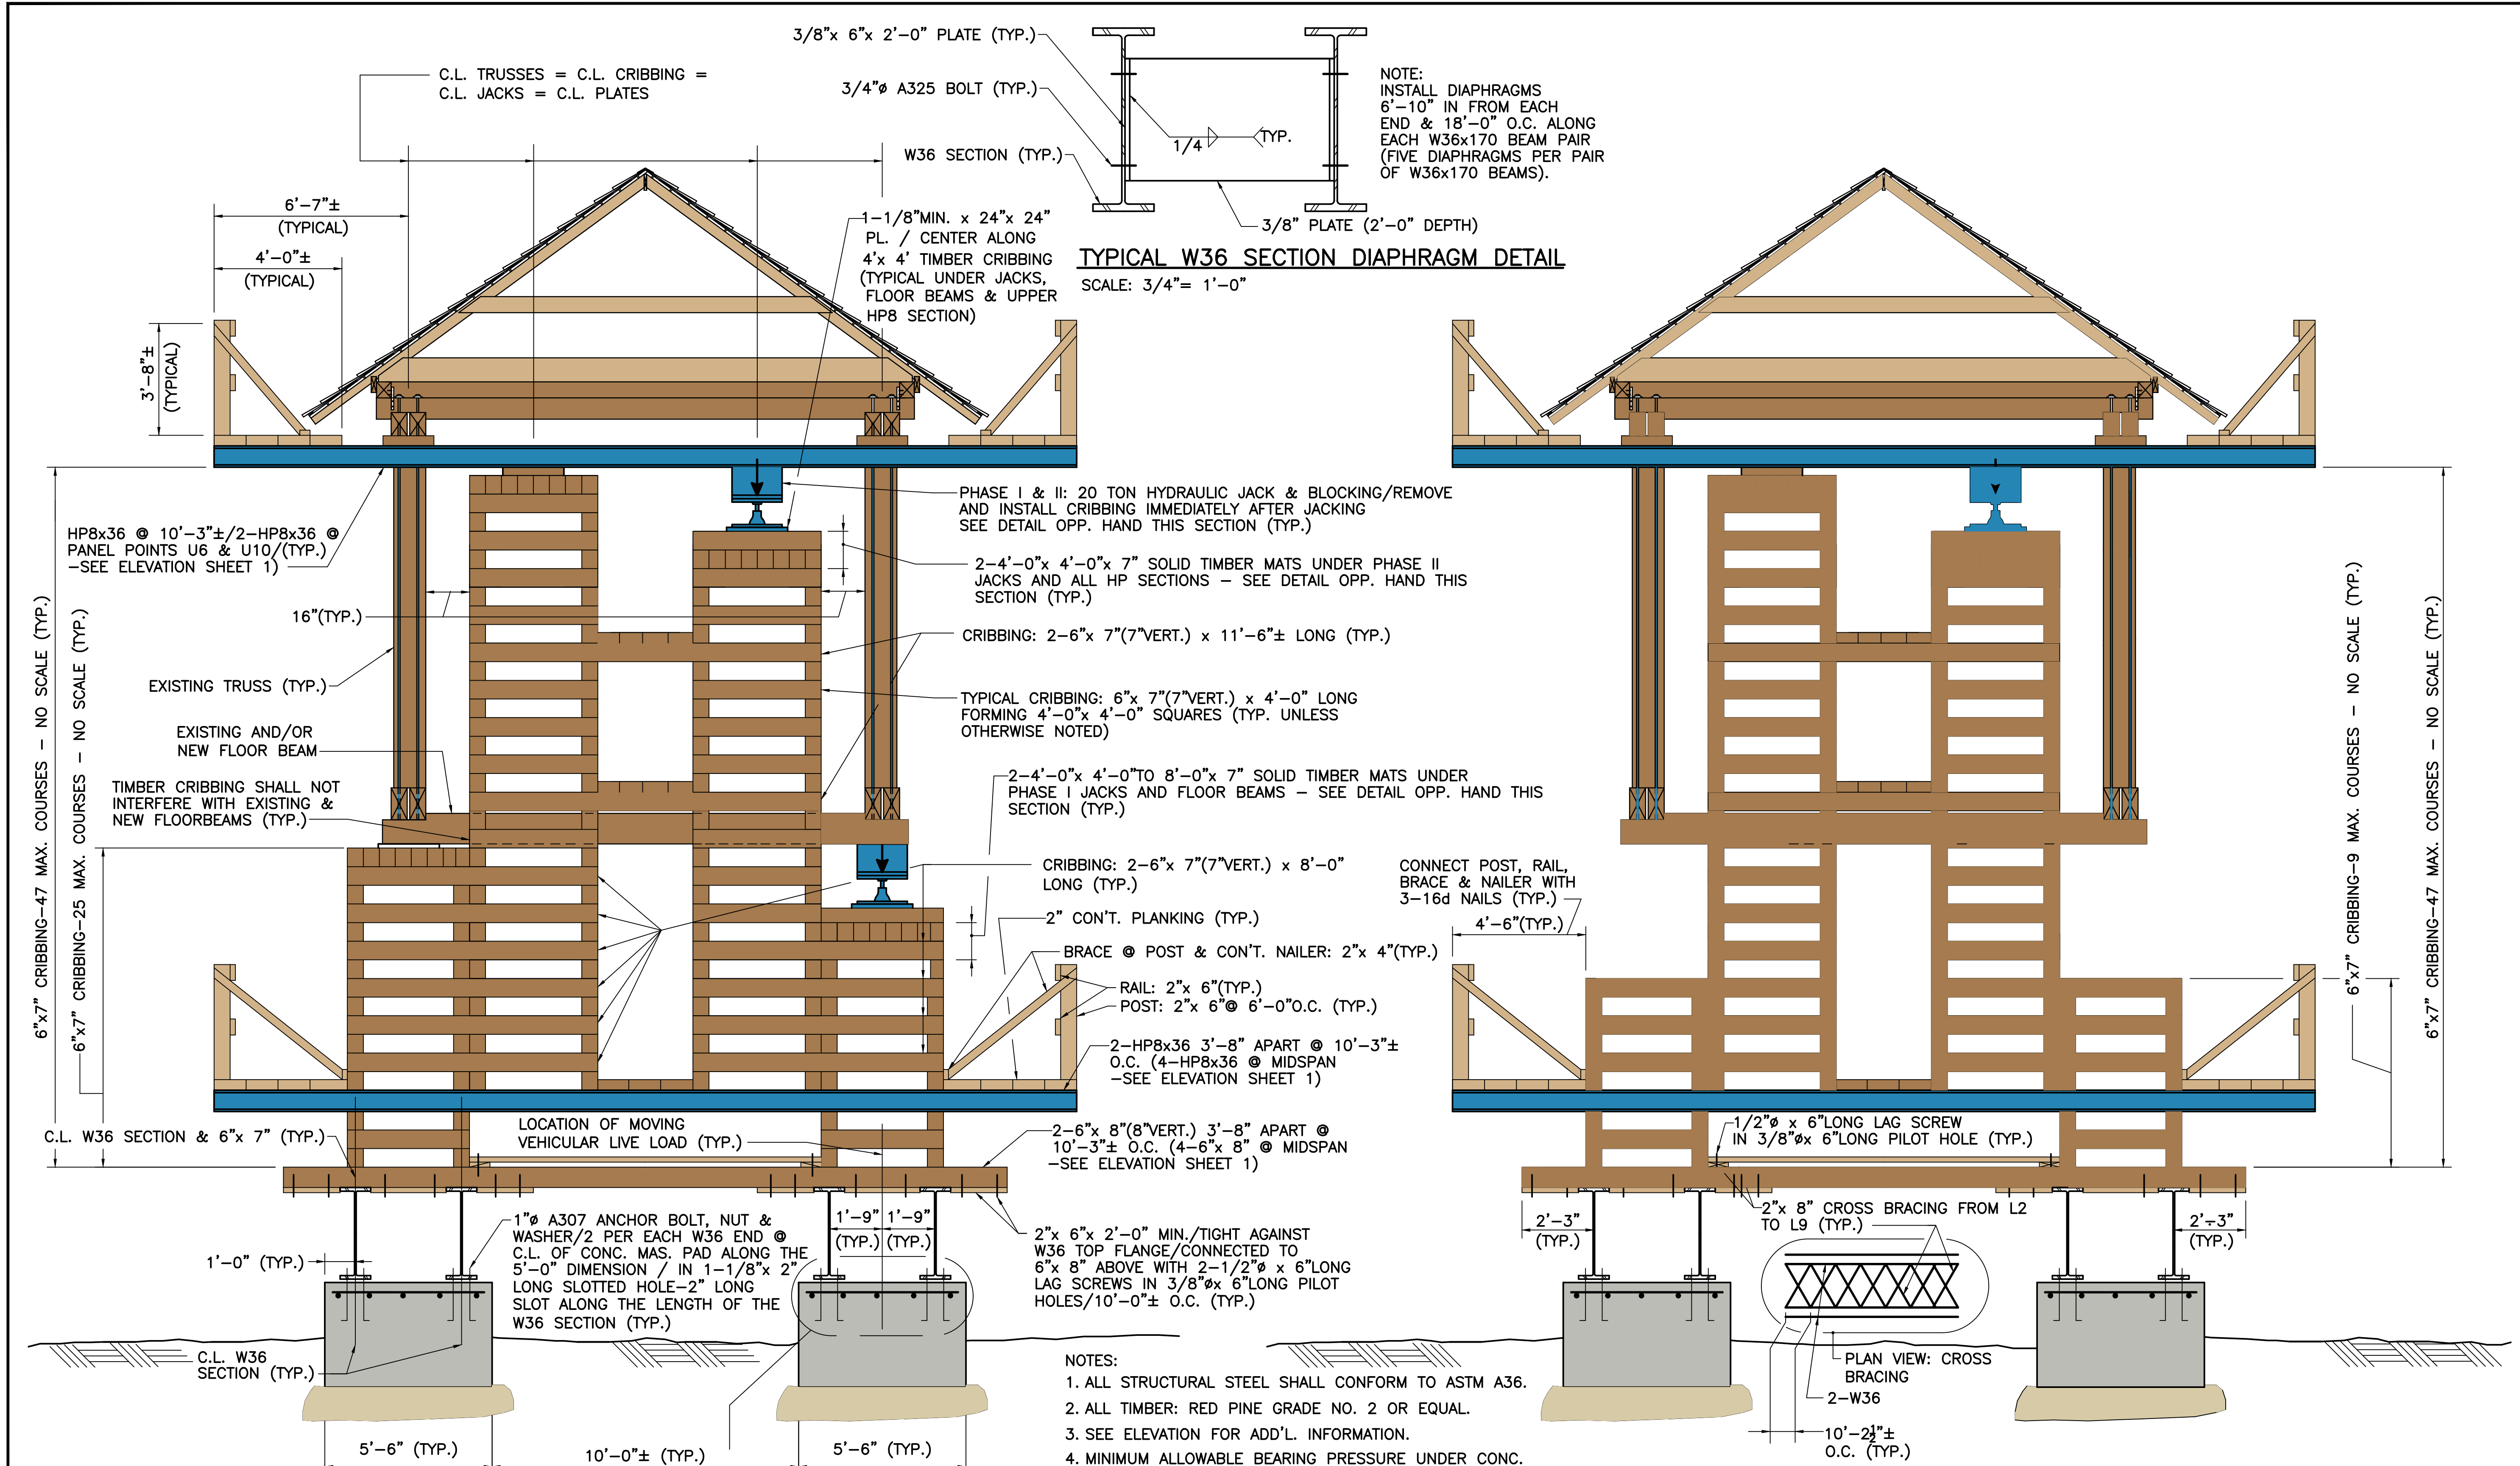 3/8"x 6"x 2'-0" PLATE (TYP.)
3/4"ø A325 BOLT (TYP.)
W36 SECTION (TYP.)
1/4
TYP.
3/8" PLATE (2'-0" DEPTH)
NOTE:
INSTALL DIAPHRAGMS
6'-10" IN FROM EACH
END & 18'-0" O.C. ALONG
EACH W36x170 BEAM PAIR
(FIVE DIAPHRAGMS PER PAIR
OF W36x170 BEAMS).
TYPICAL W36 SECTION DIAPHRAGM DETAIL
SCALE: 3/4"= 1'-0"
C.L. TRUSSES = C.L. CRIBBING =
C.L. JACKS = C.L. PLATES
6'-7"±
(TYPICAL)
4'-0"±
(TYPICAL)
3'-8"±
(TYPICAL)
1-1/8"MIN. x 24"x 24"
PL. / CENTER ALONG
4'x 4' TIMBER CRIBBING
(TYPICAL UNDER JACKS,
FLOOR BEAMS & UPPER
HP8 SECTION)
HP8x36 @ 10'-3"±/2-HP8x36 @
PANEL POINTS U6 & U10/(TYP.)
-SEE ELEVATION SHEET 1)
16"(TYP.)
EXISTING TRUSS (TYP.)
EXISTING AND/OR
NEW FLOOR BEAM
TIMBER CRIBBING SHALL NOT
INTERFERE WITH EXISTING &
NEW FLOORBEAMS (TYP.)
6"x7" CRIBBING-47 MAX. COURSES - NO SCALE (TYP.)
6"x7" CRIBBING-25 MAX. COURSES - NO SCALE (TYP.)
PHASE I & II: 20 TON HYDRAULIC JACK & BLOCKING/REMOVE
AND INSTALL CRIBBING IMMEDIATELY AFTER JACKING
SEE DETAIL OPP. HAND THIS SECTION (TYP.)
2-4'-0"x 4'-0"x 7" SOLID TIMBER MATS UNDER PHASE II
JACKS AND ALL HP SECTIONS - SEE DETAIL OPP. HAND THIS
SECTION (TYP.)
CRIBBING: 2-6"x 7"(7"VERT.) x 11'-6"± LONG (TYP.)
TYPICAL CRIBBING: 6"x 7"(7"VERT.) x 4'-0" LONG
FORMING 4'-0"x 4'-0" SQUARES (TYP. UNLESS
OTHERWISE NOTED)
2-4'-0"x 4'-0"TO 8'-0"x 7" SOLID TIMBER MATS UNDER
PHASE I JACKS AND FLOOR BEAMS - SEE DETAIL OPP. HAND THIS
SECTION (TYP.)
CRIBBING: 2-6"x 7"(7"VERT.) x 8'-0"
LONG (TYP.)
2" CON'T. PLANKING (TYP.)
BRACE @ POST & CON'T. NAILER: 2"x 4"(TYP.)
RAIL: 2"x 6"(TYP.)
POST: 2"x 6"@ 6'-0"O.C. (TYP.)
2-HP8x36 3'-8" APART @ 10'-3"±
O.C. (4-HP8x36 @ MIDSPAN
-SEE ELEVATION SHEET 1)
CONNECT POST, RAIL,
BRACE & NAILER WITH
3-16d NAILS (TYP.)
4'-6"(TYP.)
6"x7" CRIBBING-9 MAX. COURSES - NO SCALE (TYP.)
6"x7" CRIBBING-47 MAX. COURSES - NO SCALE (TYP.)
C.L. W36 SECTION & 6"x 7" (TYP.)
LOCATION OF MOVING
VEHICULAR LIVE LOAD (TYP.)
2-6"x 8"(8"VERT.) 3'-8" APART @
10'-3"± O.C. (4-6"x 8" @ MIDSPAN
-SEE ELEVATION SHEET 1)
1/2"ø x 6"LONG LAG SCREW
IN 3/8"øx 6"LONG PILOT HOLE (TYP.)
1'-0" (TYP.)
1"ø A307 ANCHOR BOLT, NUT &
WASHER/2 PER EACH W36 END @
C.L. OF CONC. MAS. PAD ALONG THE
5'-0" DIMENSION / IN 1-1/8"x 2"
LONG SLOTTED HOLE-2" LONG
SLOT ALONG THE LENGTH OF THE
W36 SECTION (TYP.)
1'-9"
(TYP.)
1'-9"
(TYP.)
2"x 6"x 2'-0" MIN./TIGHT AGAINST
W36 TOP FLANGE/CONNECTED TO
6"x 8" ABOVE WITH 2-1/2"ø x 6"LONG
LAG SCREWS IN 3/8"øx 6"LONG PILOT
HOLES/10'-0"± O.C. (TYP.)
2'-3"
(TYP.)
2"x 8" CROSS BRACING FROM L2
TO L9 (TYP.)
2'-3"
(TYP.)
C.L. W36
SECTION (TYP.)
PLAN VIEW: CROSS
BRACING
2-W36
10'-2½"±
O.C. (TYP.)
5'-6" (TYP.)
10'-0"± (TYP.)
5'-6" (TYP.)
NOTES:
1. ALL STRUCTURAL STEEL SHALL CONFORM TO ASTM A36.
2. ALL TIMBER: RED PINE GRADE NO. 2 OR EQUAL.
3. SEE ELEVATION FOR ADD'L. INFORMATION.
4. MINIMUM ALLOWABLE BEARING PRESSURE UNDER CONC.